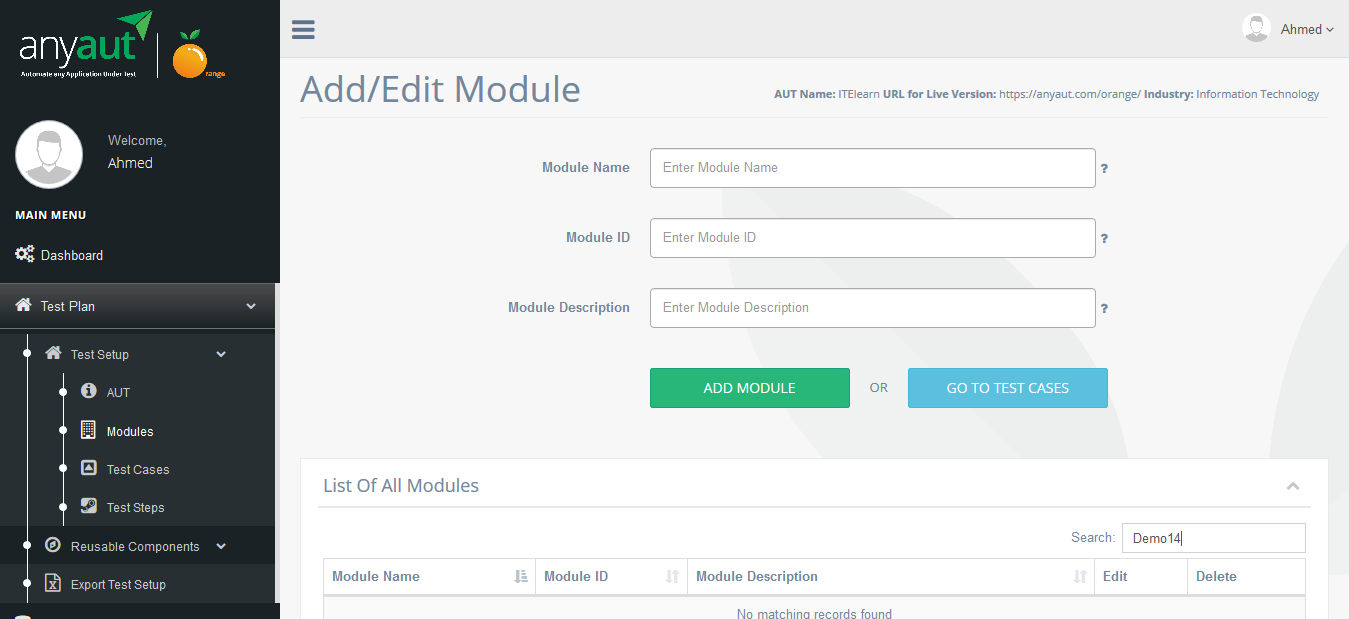 anyaut
Automate any Application Under Test
range
Welcome,
Ahmed
MAIN MENU
Dashboard
Test Plan
Test Setup
AUT
Modules
Test Cases
Test Steps
Reusable Components
Export Test Setup
Ahmed
Add/Edit Module
AUT Name: ITElearn URL for Live Version: https://anyaut.com/orange/ Industry: Information Technology
Module Name Enter Module Name ?
Module ID Enter Module ID ?
Module Description Enter Module Description ?
ADD MODULE OR GO TO TEST CASES
List Of All Modules
Search: Demo14
Module Name Module ID Module Description Edit Delete
No matching records found